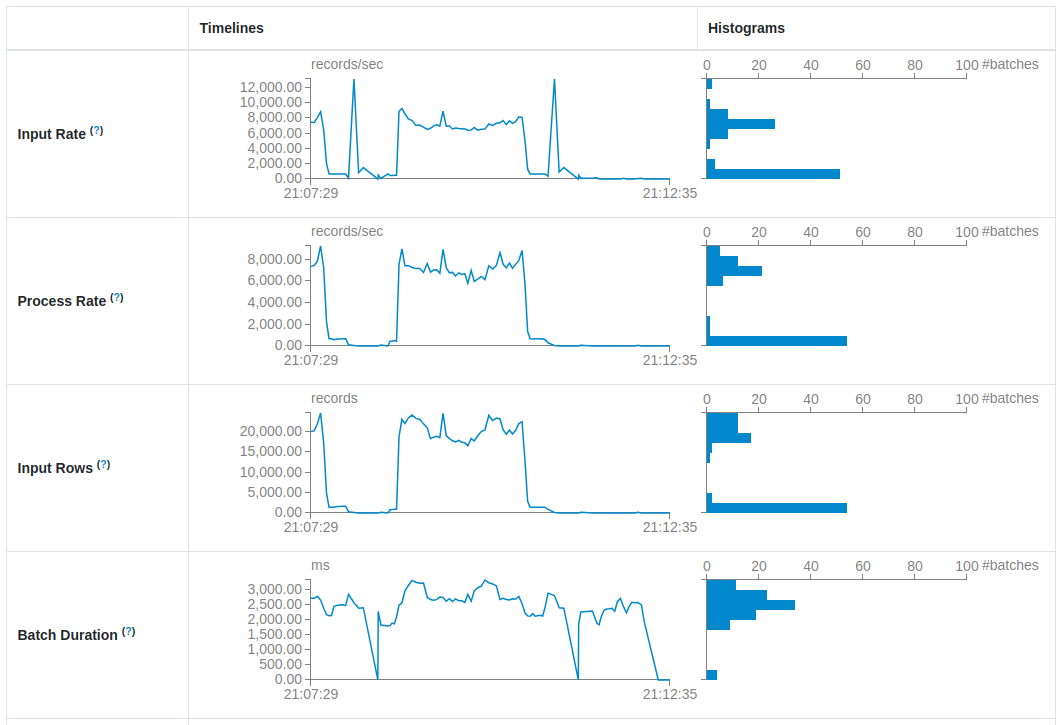 Timelines
Histograms
Input Rate (?)
records/sec
12,000.00
10,000.00
8,000.00
6,000.00
4,000.00
2,000.00
0.00
21:07:29
21:12:35
0 20 40 60 80 100 #batches
Process Rate (?)
records/sec
8,000.00
6,000.00
4,000.00
2,000.00
0.00
21:07:29
21:12:35
0 20 40 60 80 100 #batches
Input Rows (?)
records
20,000.00
15,000.00
10,000.00
5,000.00
0.00
21:07:29
21:12:35
0 20 40 60 80 100 #batches
Batch Duration (?)
ms
3,000.00
2,500.00
2,000.00
1,500.00
1,000.00
500.00
0.00
21:07:29
21:12:35
0 20 40 60 80 100 #batches